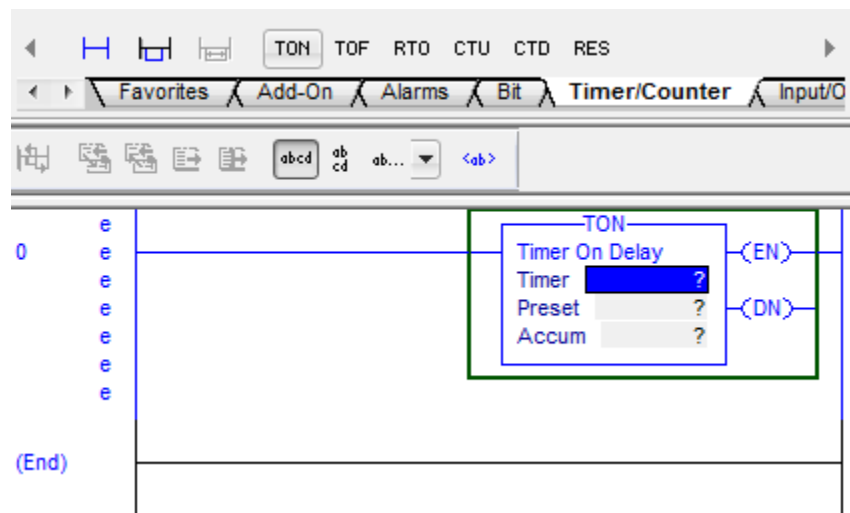 TON TOF RTO CTU CTD RES
Favorites Add-On Alarms Bit Timer/Counter Input/O
abcd ab cd ab... <ab>
e
0 e
e
e
e
e
e
TON
Timer On Delay (EN)
Timer ?
Preset ? (DN)
Accum ?
(End)